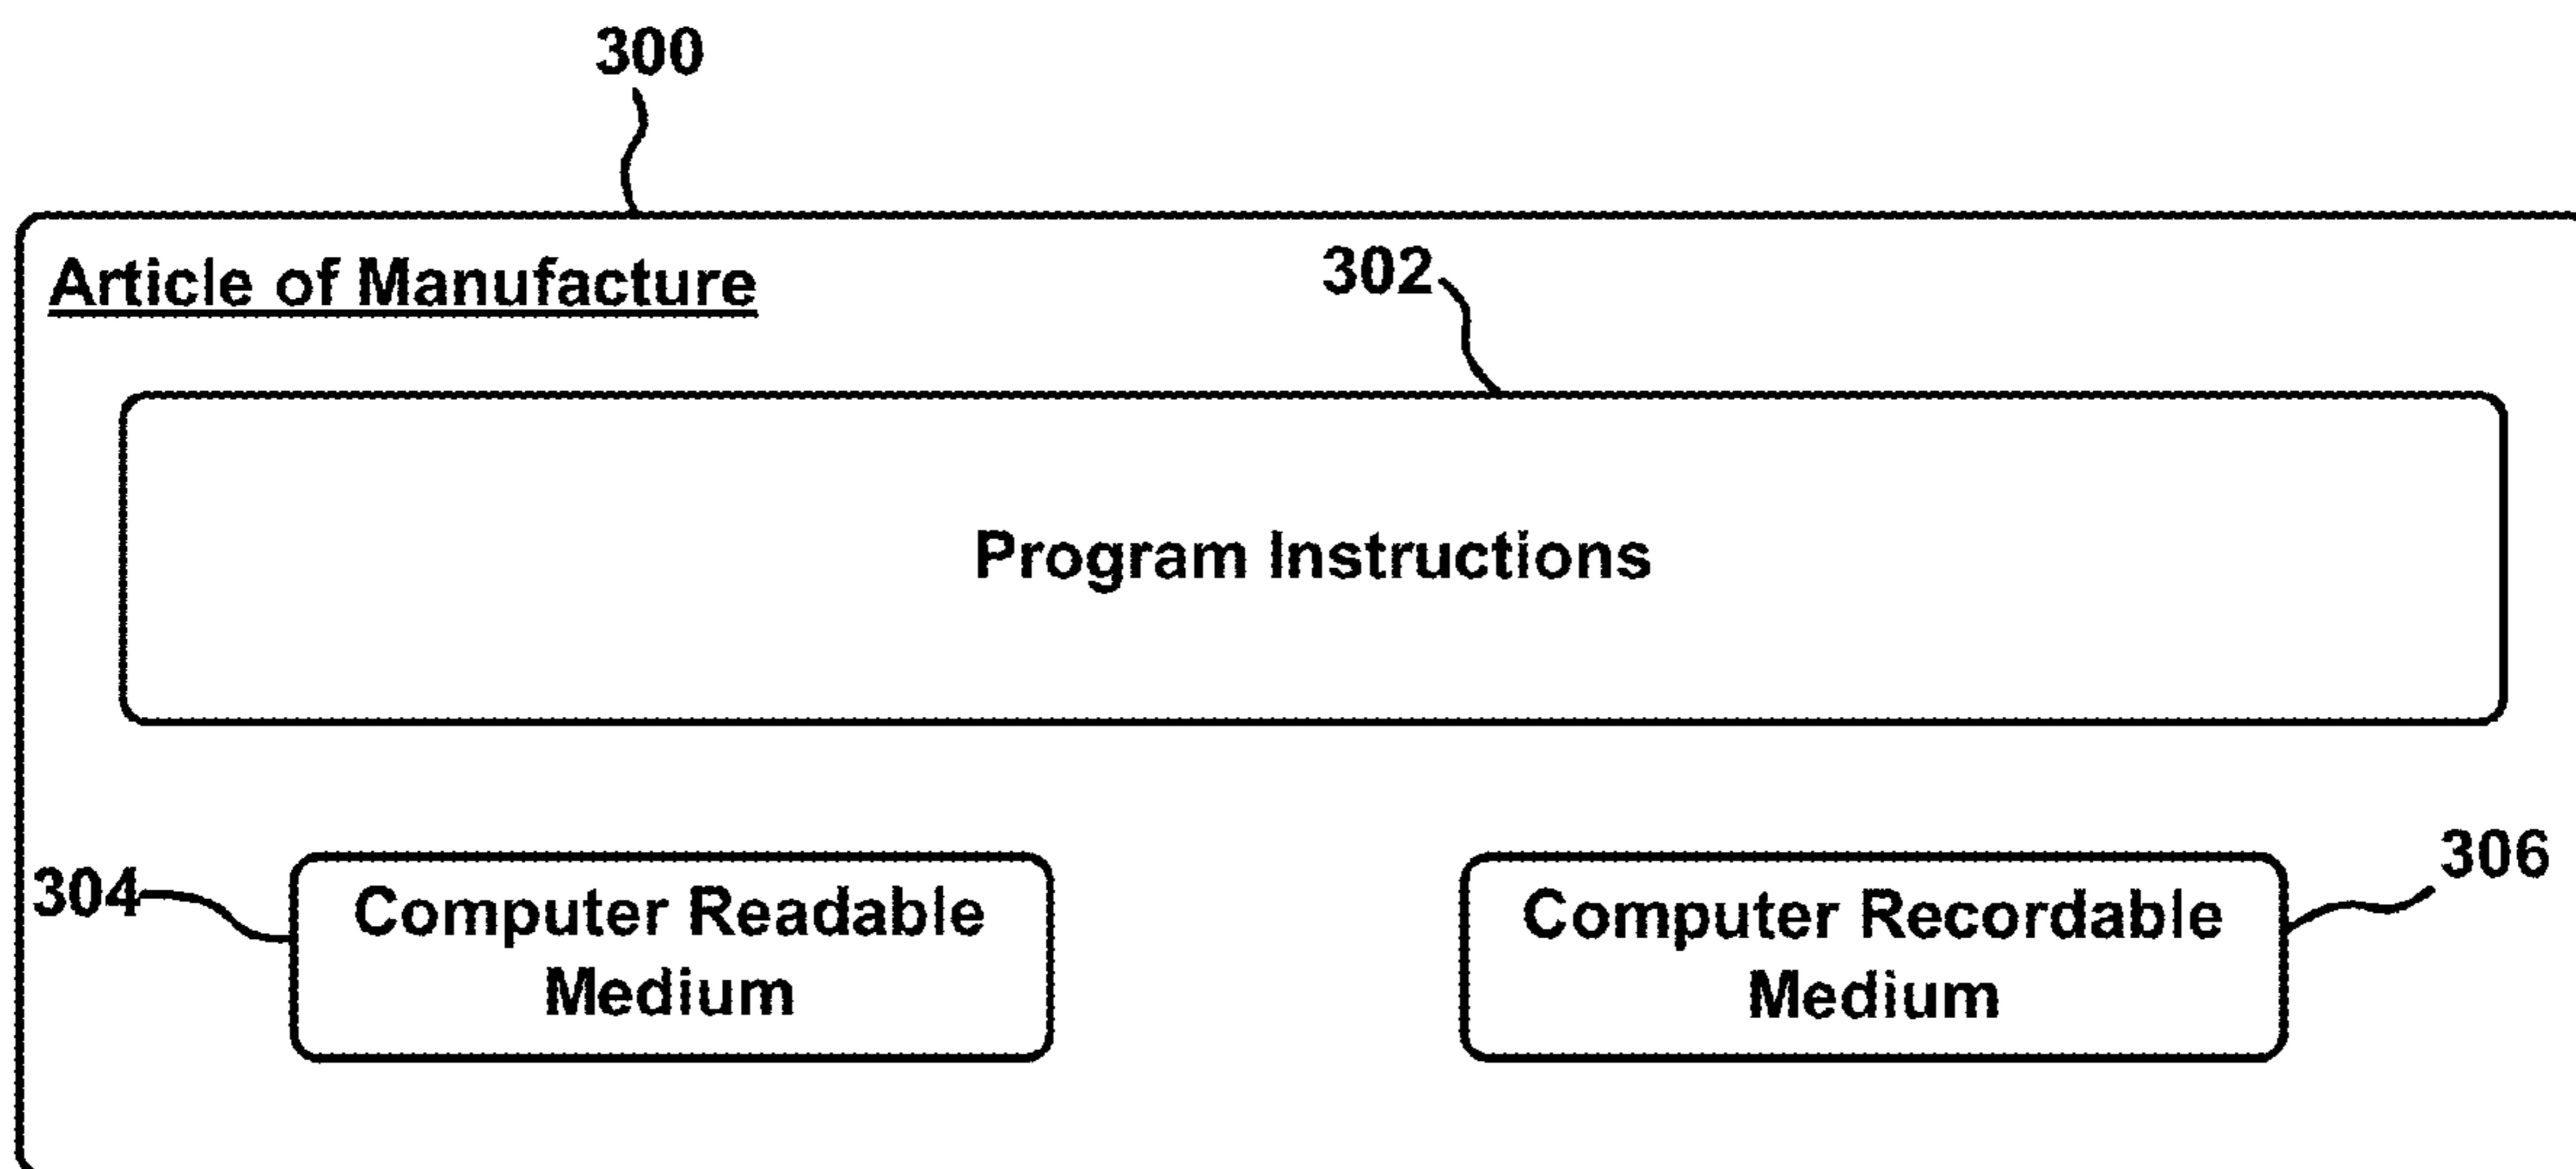 300
Article of Manufacture
302
Program Instructions
304
Computer Readable
Medium
Computer Recordable
Medium
306